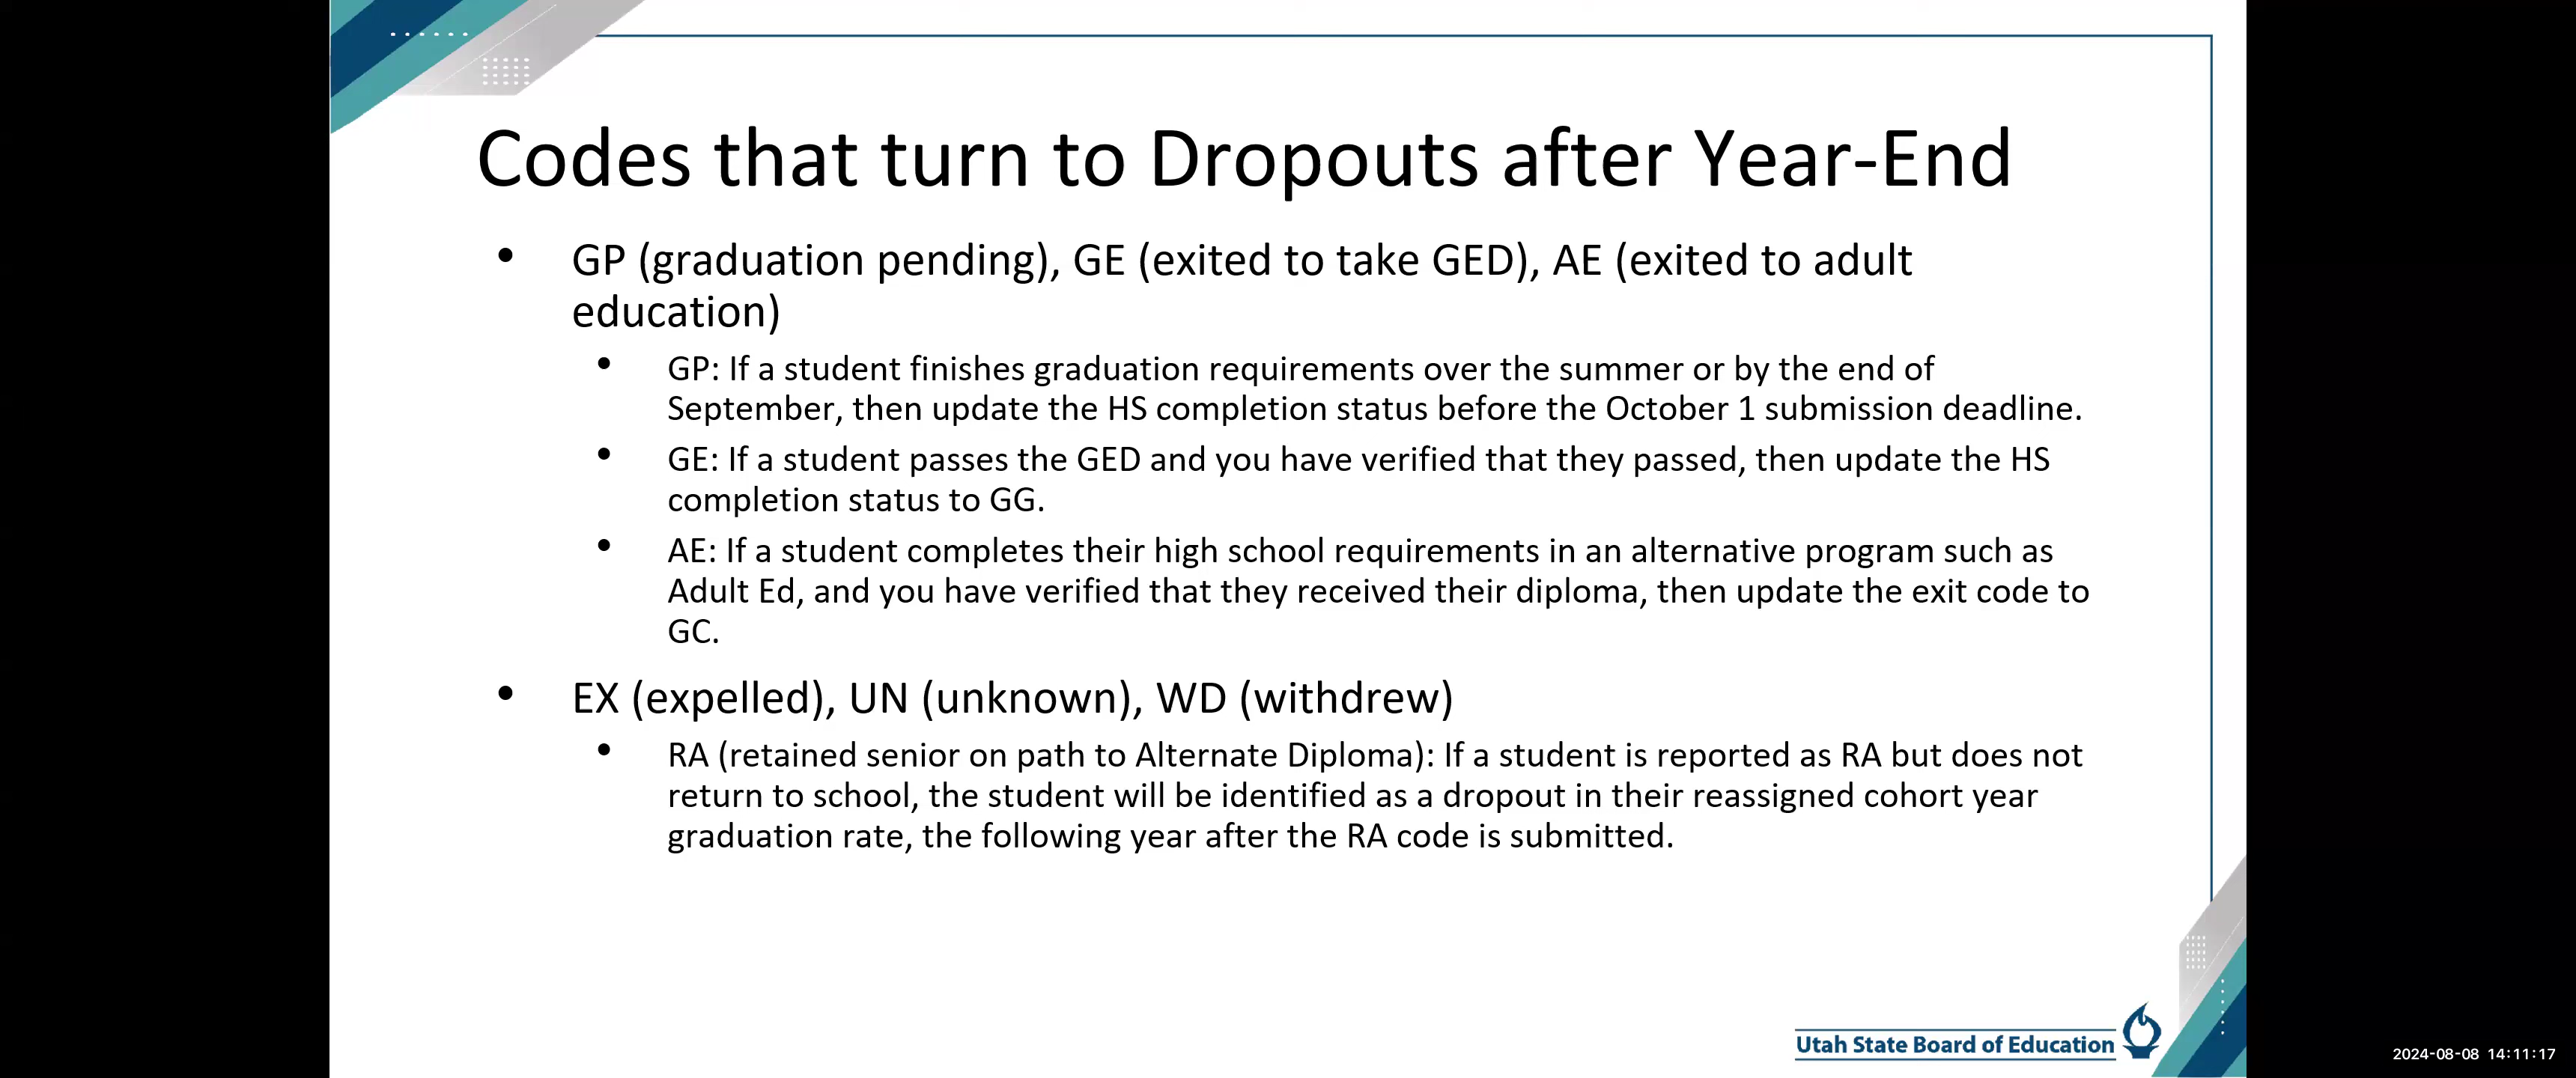 Codes that turn to Dropouts after Year-End
• GP (graduation pending), GE (exited to take GED), AE (exited to adult
education)
• GP: If a student finishes graduation requirements over the summer or by the end of
September, then update the HS completion status before the October 1 submission deadline.
• GE: If a student passes the GED and you have verified that they passed, then update the HS
completion status to GG.
• AE: If a student completes their high school requirements in an alternative program such as
Adult Ed, and you have verified that they received their diploma, then update the exit code to
GC.
• EX (expelled), UN (unknown), WD (withdrew)
• RA (retained senior on path to Alternate Diploma): If a student is reported as RA but does not
return to school, the student will be identified as a dropout in their reassigned cohort year
graduation rate, the following year after the RA code is submitted.
Utah State Board of Education
2024-08-08 14:11:17